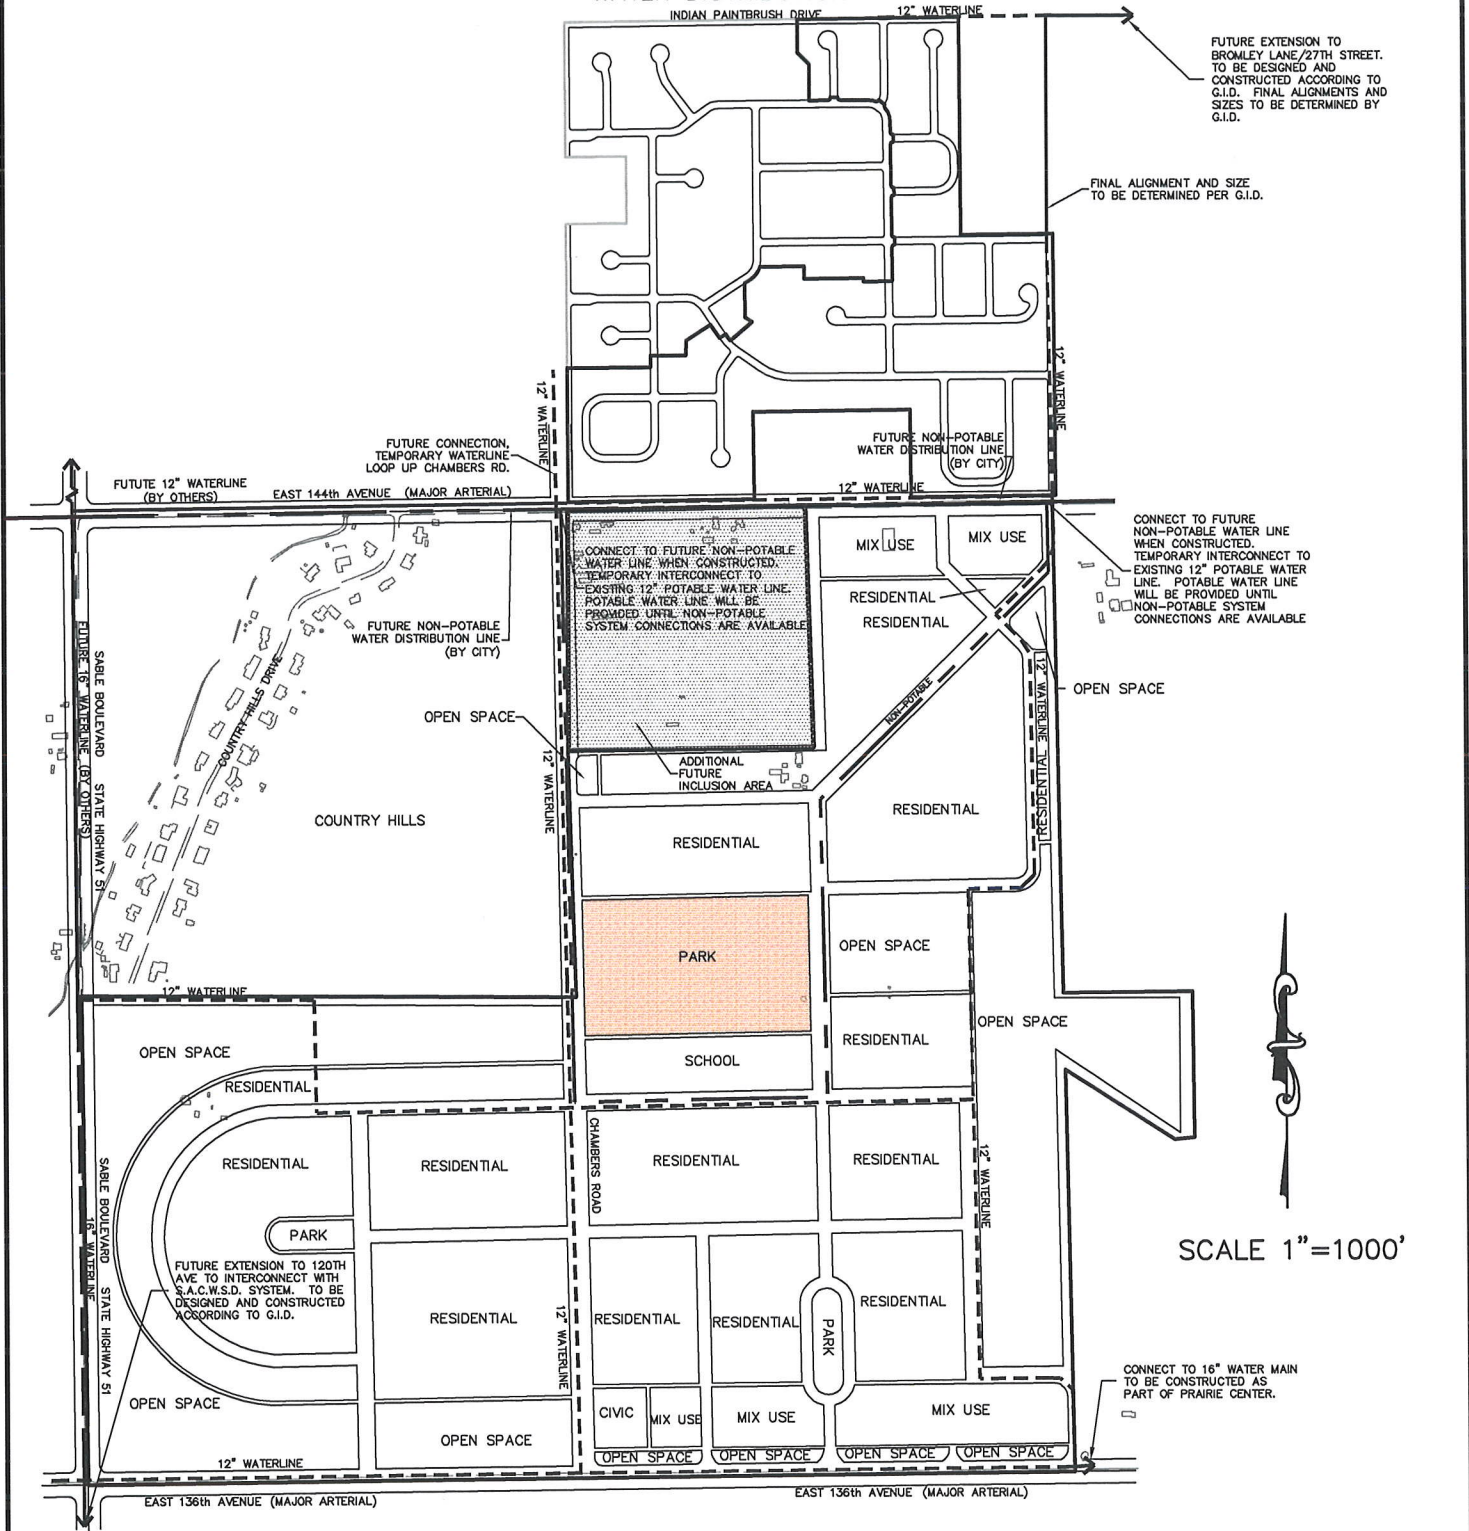 INDIAN PAINTBRUSH DRIVE
12" WATERLINE
FUTURE EXTENSION TO
BROMLEY LANE/27TH STREET.
TO BE DESIGNED AND
CONSTRUCTED ACCORDING TO
G.I.D. FINAL ALIGNMENTS AND
SIZES TO BE DETERMINED BY
G.I.D.
FINAL ALIGNMENT AND SIZE
TO BE DETERMINED PER G.I.D.
12" WATERLINE
12" WATERLINE
FUTURE CONNECTION,
TEMPORARY WATERLINE
LOOP UP CHAMBERS RD.
FUTURE NON-POTABLE
WATER DISTRIBUTION LINE
(BY CITY)
12" WATERLINE
FUTUTE 12" WATERLINE
(BY OTHERS)
EAST 144th AVENUE (MAJOR ARTERIAL)
CONNECT TO FUTURE NON-POTABLE
WATER LINE WHEN CONSTRUCTED.
TEMPORARY INTERCONNECT TO
EXISTING 12" POTABLE WATER LINE.
POTABLE WATER LINE WILL BE
PROVIDED UNTIL NON-POTABLE
SYSTEM CONNECTIONS ARE AVAILABLE
MIX USE
MIX USE
CONNECT TO FUTURE
NON-POTABLE WATER LINE
WHEN CONSTRUCTED.
TEMPORARY INTERCONNECT TO
EXISTING 12" POTABLE WATER
LINE. POTABLE WATER LINE
WILL BE PROVIDED UNTIL
NON-POTABLE SYSTEM
CONNECTIONS ARE AVAILABLE
RESIDENTIAL
RESIDENTIAL
FUTURE NON-POTABLE
WATER DISTRIBUTION LINE
(BY CITY)
FUTURE 16" WATERLINE (BY OTHERS)
SABLE BOULEVARD STATE HIGHWAY 51
COUNTRY HILLS DRIVE
OPEN SPACE
NON-POTABLE
12" WATERLINE
RESIDENTIAL
OPEN SPACE
12" WATERLINE
ADDITIONAL
FUTURE
INCLUSION AREA
COUNTRY HILLS
RESIDENTIAL
RESIDENTIAL
PARK
OPEN SPACE
12" WATERLINE
OPEN SPACE
OPEN SPACE
RESIDENTIAL
SCHOOL
RESIDENTIAL
CHAMBERS ROAD
RESIDENTIAL
RESIDENTIAL
RESIDENTIAL
RESIDENTIAL
12" WATERLINE
SABLE BOULEVARD STATE HIGHWAY 51
16" WATERLINE
PARK
SCALE 1"=1000'
FUTURE EXTENSION TO 120TH
AVE TO INTERCONNECT WITH
S.A.C.W.S.D. SYSTEM. TO BE
DESIGNED AND CONSTRUCTED
ACCORDING TO G.I.D.
RESIDENTIAL
12" WATERLINE
RESIDENTIAL
RESIDENTIAL
PARK
RESIDENTIAL
CONNECT TO 16" WATER MAIN
TO BE CONSTRUCTED AS
PART OF PRAIRIE CENTER.
OPEN SPACE
CIVIC
MIX USE
MIX USE
MIX USE
OPEN SPACE
OPEN SPACE
OPEN SPACE
OPEN SPACE
OPEN SPACE
12" WATERLINE
EAST 136th AVENUE (MAJOR ARTERIAL)
EAST 136th AVENUE (MAJOR ARTERIAL)